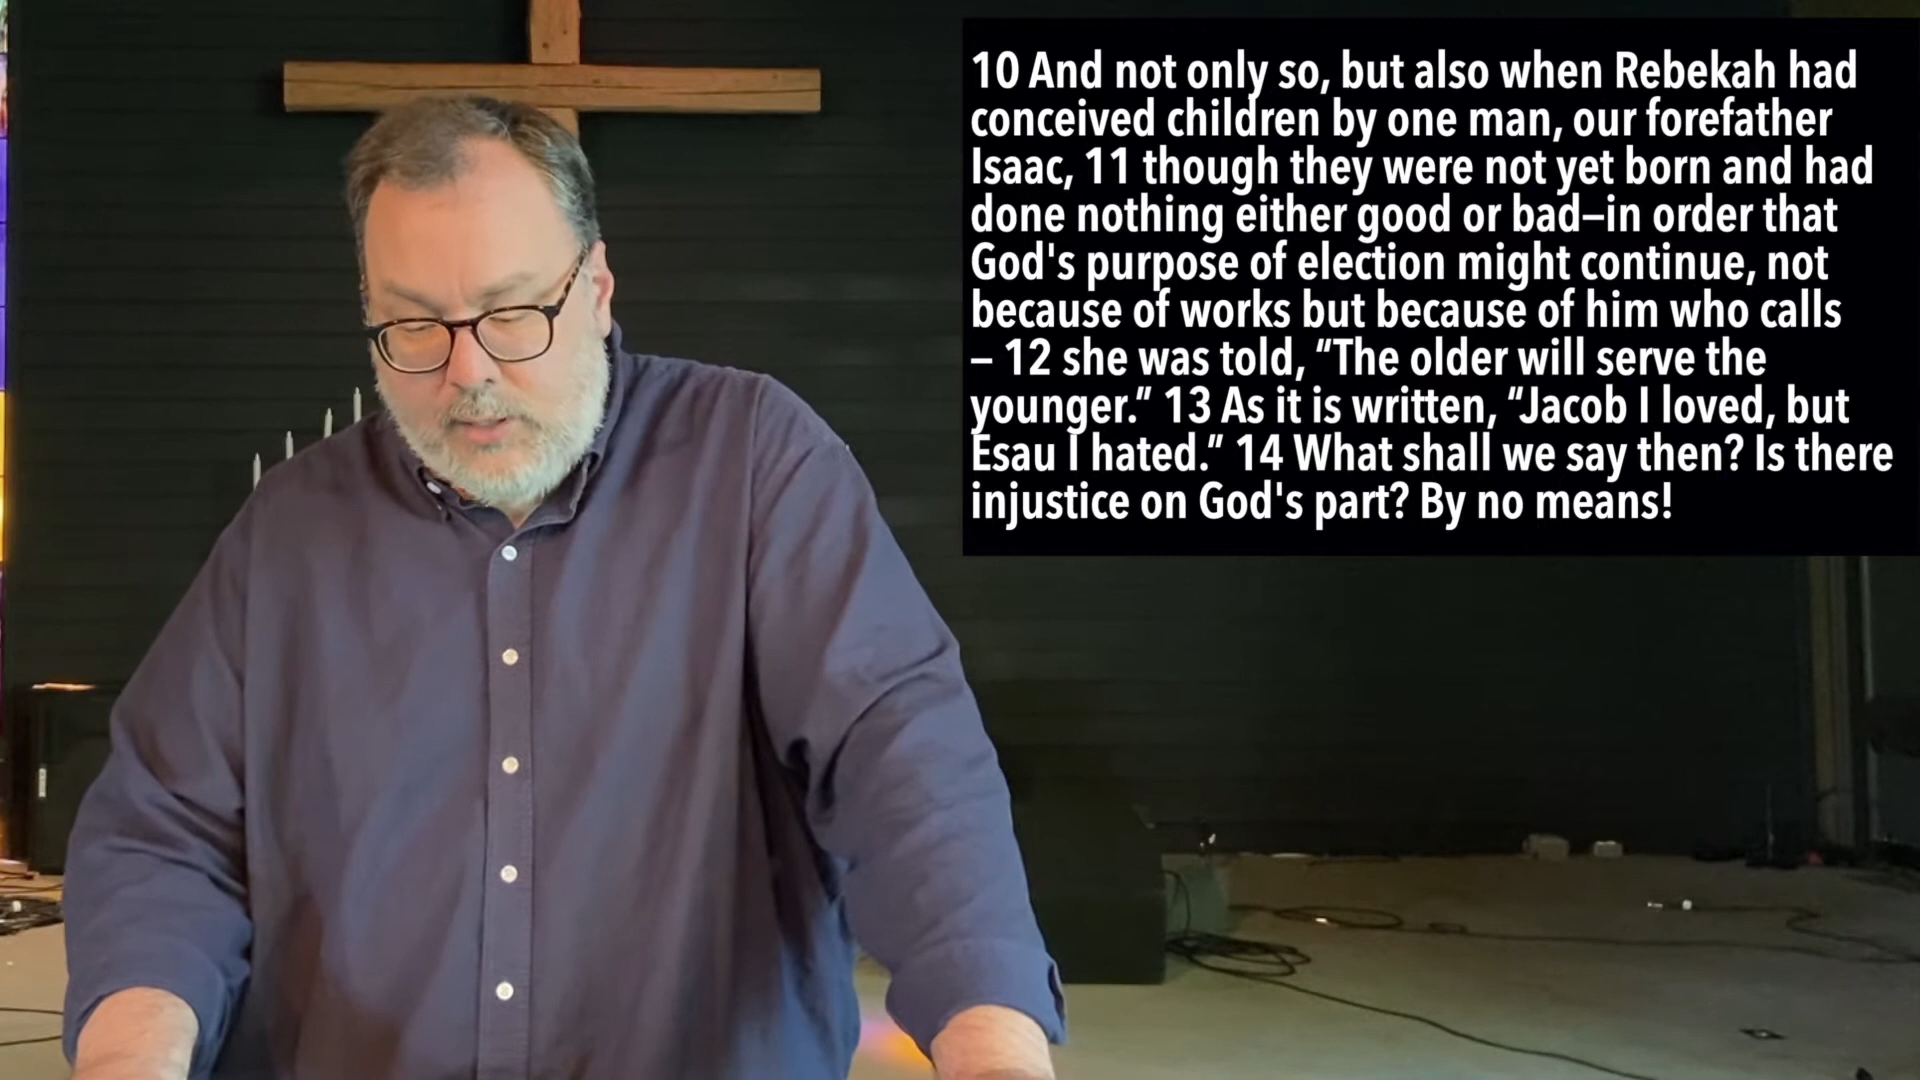 10 And not only so, but also when Rebekah had
conceived children by one man, our forefather
Isaac, 11 though they were not yet born and had
done nothing either good or bad—in order that
God's purpose of election might continue, not
because of works but because of him who calls
— 12 she was told, “The older will serve the
younger.” 13 As it is written, “Jacob I loved, but
Esau I hated.” 14 What shall we say then? Is there
injustice on God's part? By no means!